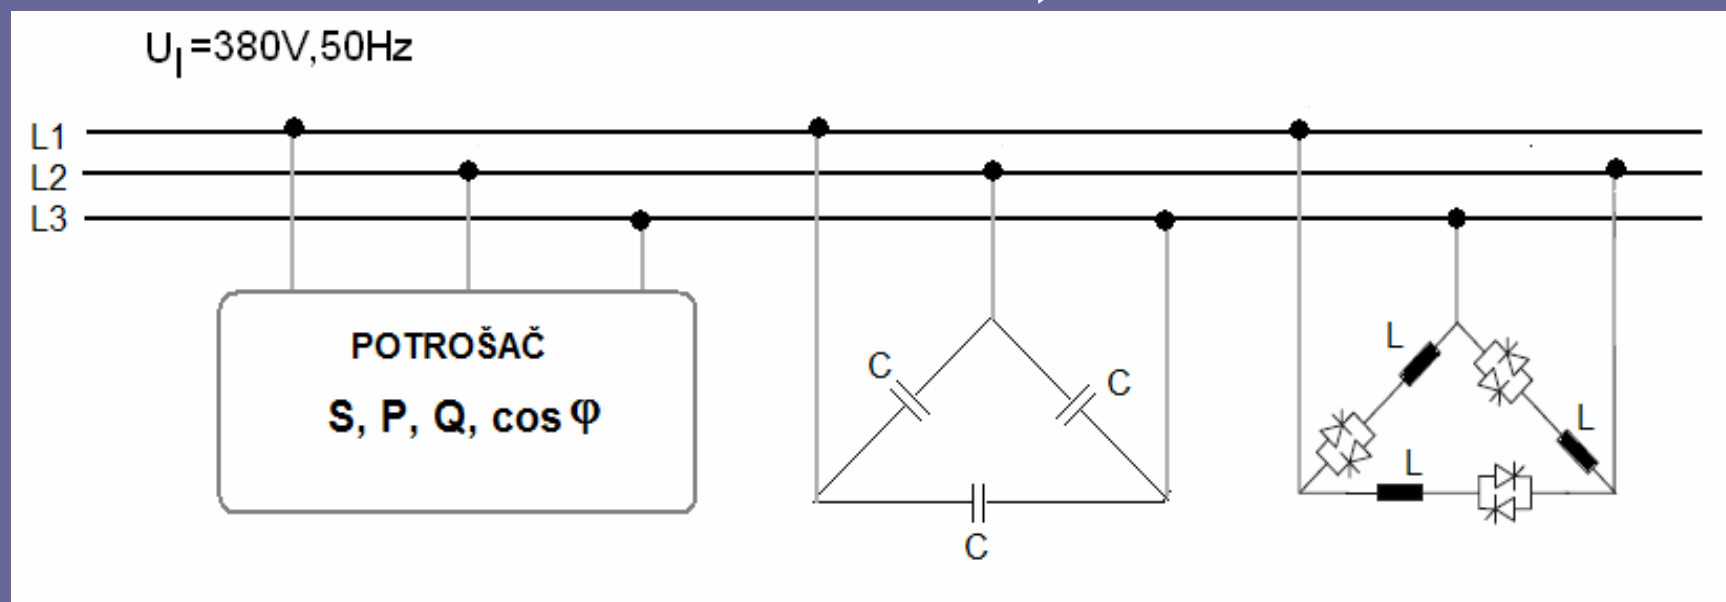 U_l=380V,50Hz
L1
L2
L3
POTROŠAČ
S, P, Q, cos φ
C
C
C
L
L
L